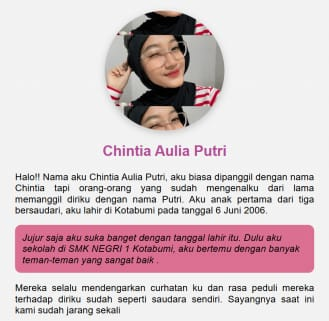 Chintia Aulia Putri
Halo!! Nama aku Chintia Aulia Putri, aku biasa dipanggil dengan nama
Chintia tapi orang-orang yang sudah mengenalku dari lama
memanggil diriku dengan nama Putri. Aku anak pertama dari tiga
bersaudari, aku lahir di Kotabumi pada tanggal 6 Juni 2006.
Jujur saja aku suka banget dengan tanggal lahir itu. Dulu aku
sekolah di SMK NEGRI 1 Kotabumi, aku bertemu dengan banyak
teman-teman yang sangat baik .
Mereka selalu mendengarkan curhatan ku dan rasa peduli mereka
terhadap diriku sudah seperti saudara sendiri. Sayangnya saat ini
kami sudah jarang sekali